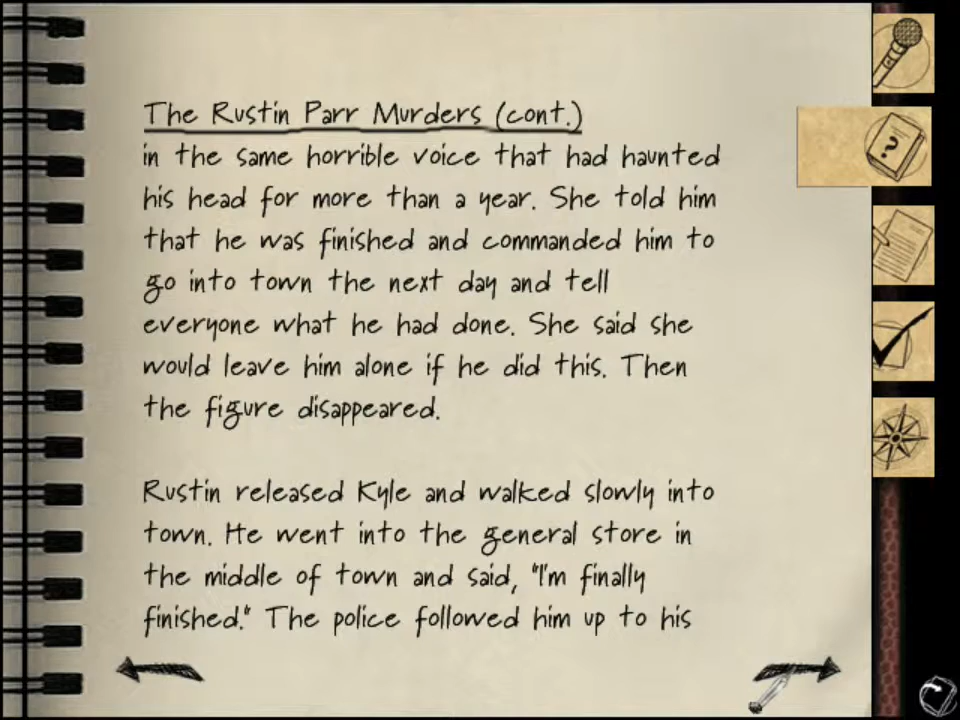 The Rustin Parr Murders (cont.)
in the same horrible voice that had haunted
his head for more than a year. She told him
that he was finished and commanded him to
go into town the next day and tell
everyone what he had done. She said she
would leave him alone if he did this. Then
the figure disappeared.
Rustin released Kyle and walked slowly into
town. He went into the general store in
the middle of town and said, "I'm finally
finished." The police followed him up to his
?